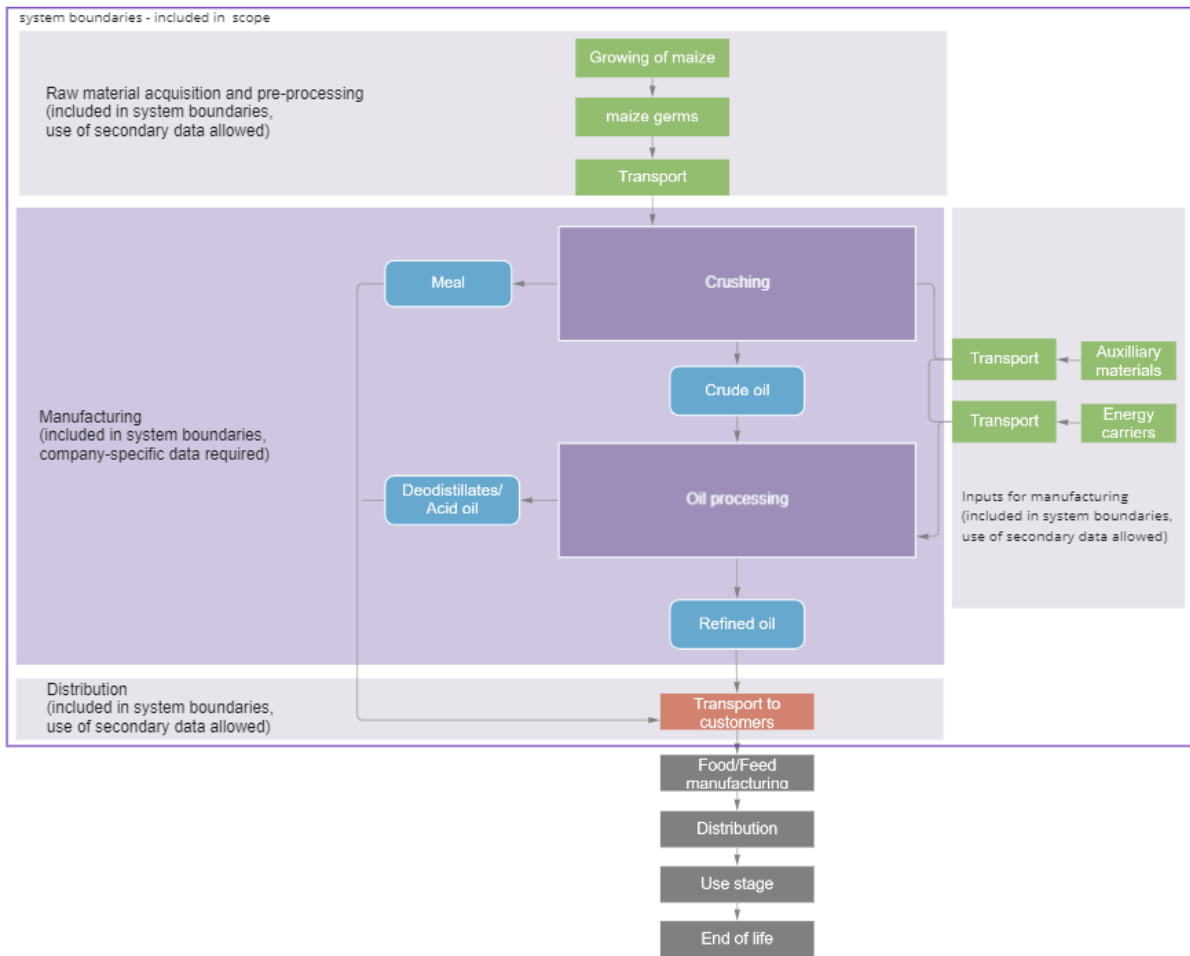 system boundaries - included in scope
Growing of maize
Raw material acquisition and pre-processing
(included in system boundaries,
use of secondary data allowed)
maize germs
Transport
Meal
Crushing
Transport
Auxilliary
materials
Crude oil
Manufacturing
(included in system boundaries,
company-specific data required)
Transport
Energy
carriers
Deodistillates/
Acid oil
Oil processing
Inputs for manufacturing
(included in system boundaries,
use of secondary data allowed)
Refined oil
Distribution
(included in system boundaries,
use of secondary data allowed)
Transport to
customers
Food/Feed
manufacturing
Distribution
Use stage
End of life